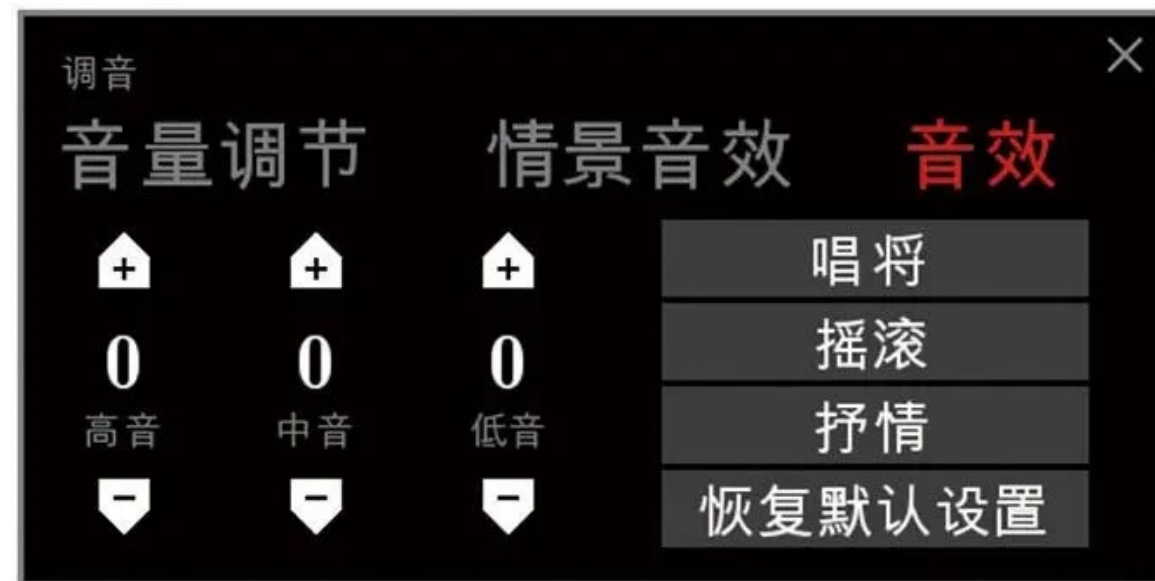 调音
音量调节 情景音效 音效
+ + + 唱将
0 0 0 摇滚
高音 中音 低音 抒情
- - - 恢复默认设置